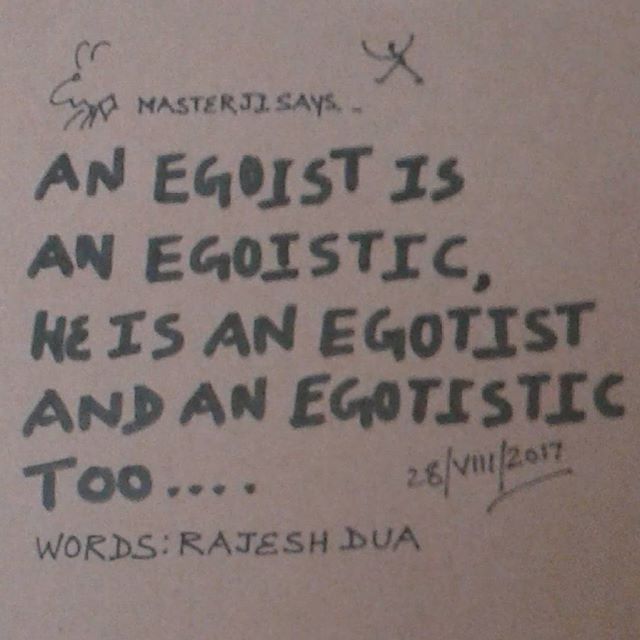 MASTERJI SAYS..
AN EGOIST IS
AN EGOISTIC,
HE IS AN EGOTIST
AND AN EGOTISTIC
TOO....
28/VIII/2017
WORDS: RAJESH DUA